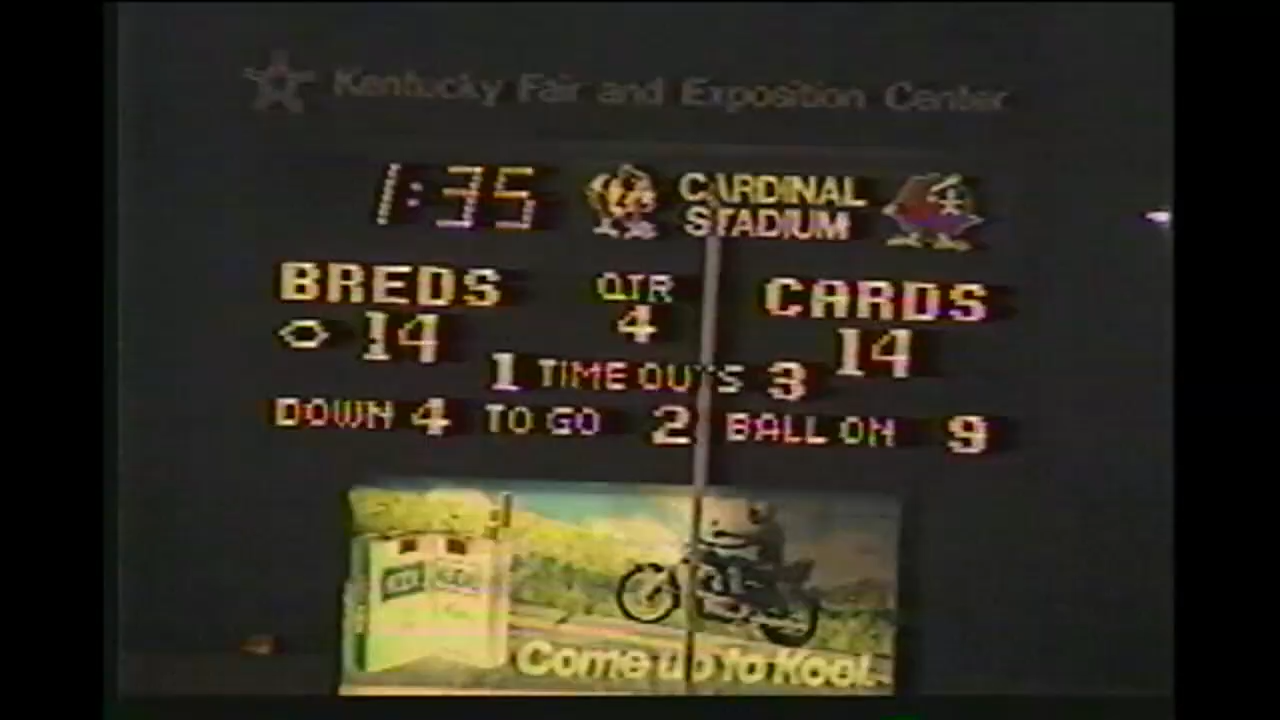 Kentucky Fair and Exposition Center
1:35 CARDINAL
STADIUM
BREDS QTR CARDS
14 4 14
1 TIME OUTS 3
DOWN 4 TO GO 2 BALL ON 9
Come up to Kool.